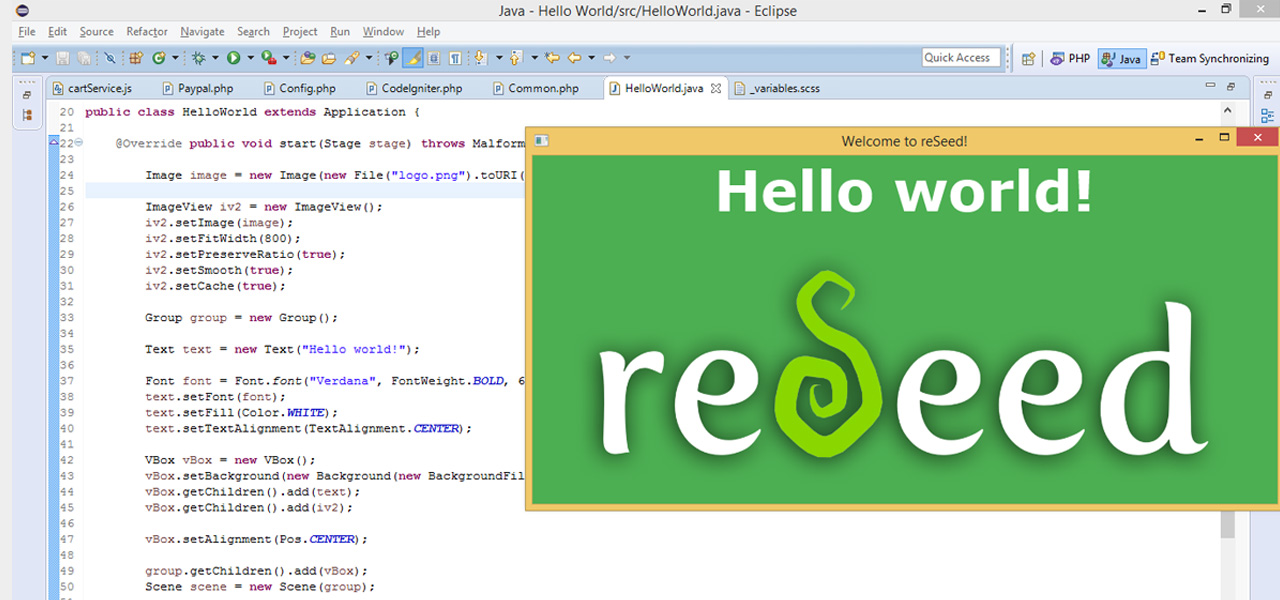 Java - Hello World/src/HelloWorld.java - Eclipse
File Edit Source Refactor Navigate Search Project Run Window Help
Quick Access PHP Java Team Synchronizing
cartService.js Paypal.php Config.php CodeIgniter.php Common.php HelloWorld.java _variables.scss
20 public class HelloWorld extends Application {
21
22 @Override public void start(Stage stage) throws Malform
23
24 Image image = new Image(new File("logo.png").toURI(
25
26 ImageView iv2 = new ImageView();
27 iv2.setImage(image);
28 iv2.setFitWidth(800);
29 iv2.setPreserveRatio(true);
30 iv2.setSmooth(true);
31 iv2.setCache(true);
32
33 Group group = new Group();
34
35 Text text = new Text("Hello world!");
36
37 Font font = Font.font("Verdana", FontWeight.BOLD, 6
38 text.setFont(font);
39 text.setFill(Color.WHITE);
40 text.setTextAlignment(TextAlignment.CENTER);
41
42 VBox vBox = new VBox();
43 vBox.setBackground(new Background(new BackgroundFil
44 vBox.getChildren().add(text);
45 vBox.getChildren().add(iv2);
46
47 vBox.setAlignment(Pos.CENTER);
48
49 group.getChildren().add(vBox);
50 Scene scene = new Scene(group);
Welcome to reSeed!
Hello world!
reSeed